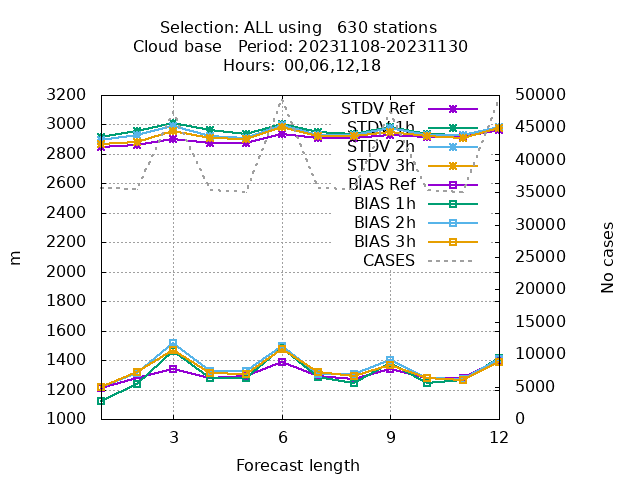 Selection: ALL using   630 stations
Cloud base   Period: 20231108-20231130
Hours:  00,06,12,18
3200
3000
2800
2600
2400
2200
2000
1800
1600
1400
1200
1000
m
STDV Ref
STDV 1h
STDV 2h
STDV 3h
BIAS Ref
BIAS 1h
BIAS 2h
BIAS 3h
CASES
50000
45000
40000
35000
30000
25000
20000
15000
10000
5000
0
No cases
3 6 9 12
Forecast length